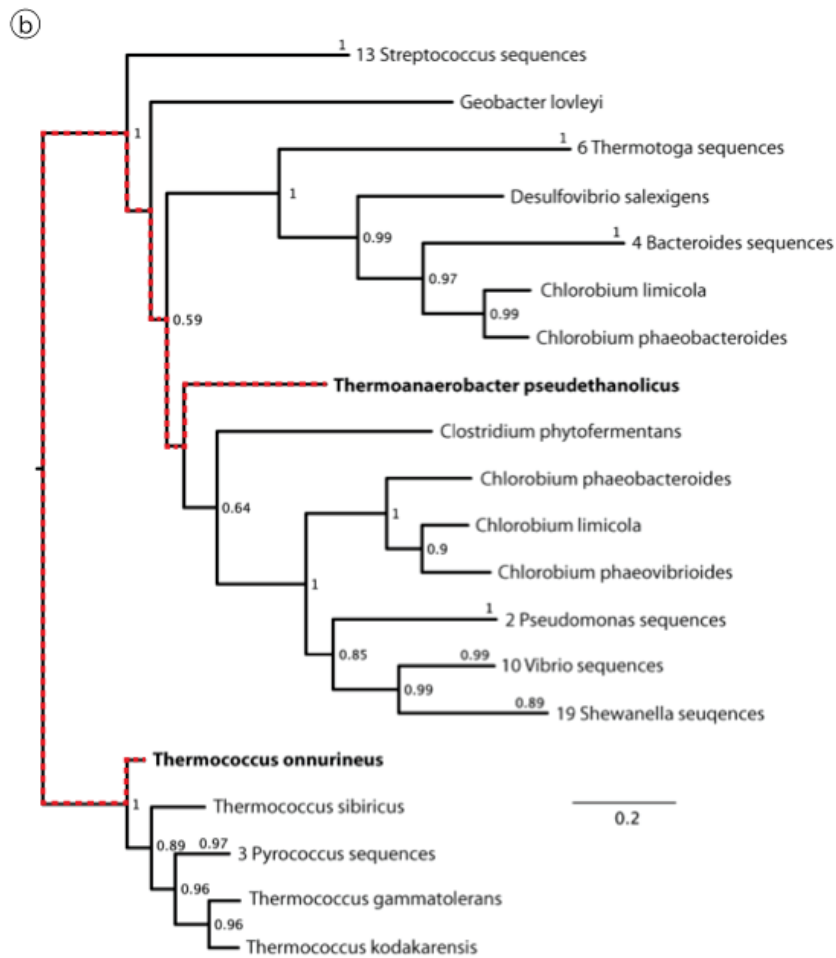 b
1
13 Streptococcus sequences
Geobacter lovleyi
1
1
6 Thermotoga sequences
1
Desulfovibrio salexigens
0.99
1
4 Bacteroides sequences
0.97
Chlorobium limicola
0.99
0.59
Chlorobium phaeobacteroides
Thermoanaerobacter pseudethanolicus
Clostridium phytofermentans
Chlorobium phaeobacteroides
0.64
1
Chlorobium limicola
0.9
Chlorobium phaeovibrioides
1
1
2 Pseudomonas sequences
0.85
0.99
10 Vibrio sequences
0.99
0.89
19 Shewanella seuqences
Thermococcus onnurineus
1
Thermococcus sibiricus
0.2
0.89 0.97
3 Pyrococcus sequences
0.96
Thermococcus gammatolerans
0.96
Thermococcus kodakarensis